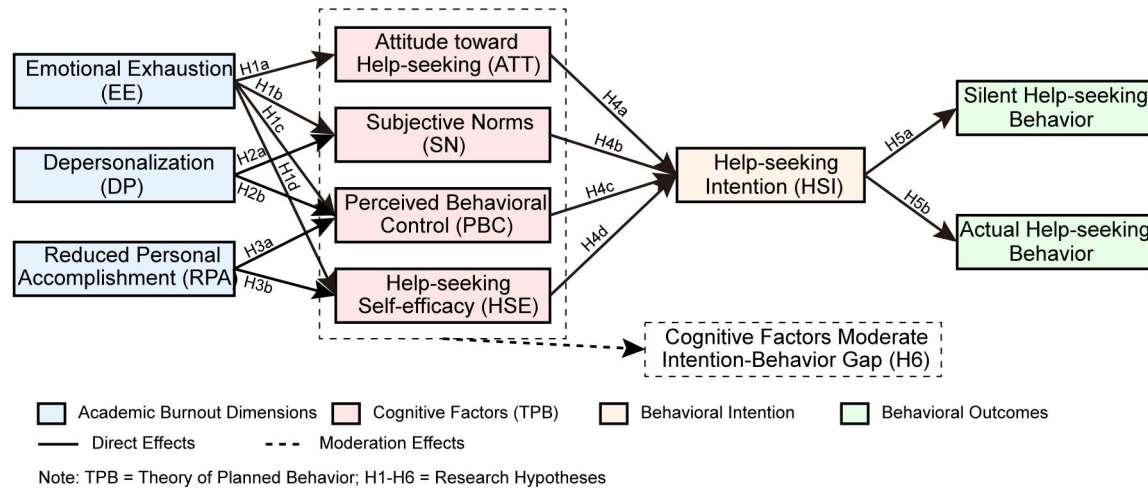 Emotional Exhaustion
(EE)
Depersonalization
(DP)
Reduced Personal
Accomplishment (RPA)
H1a
H1b
H1c
H1d
H2a
H2b
H3a
H3b
Attitude toward
Help-seeking (ATT)
Subjective Norms
(SN)
Perceived Behavioral
Control (PBC)
Help-seeking
Self-efficacy (HSE)
H4a
H4b
H4c
H4d
Help-seeking
Intention (HSI)
H5a
H5b
Silent Help-seeking
Behavior
Actual Help-seeking
Behavior
Cognitive Factors Moderate
Intention-Behavior Gap (H6)
Academic Burnout Dimensions
Cognitive Factors (TPB)
Behavioral Intention
Behavioral Outcomes
Direct Effects
Moderation Effects
Note: TPB = Theory of Planned Behavior; H1-H6 = Research Hypotheses